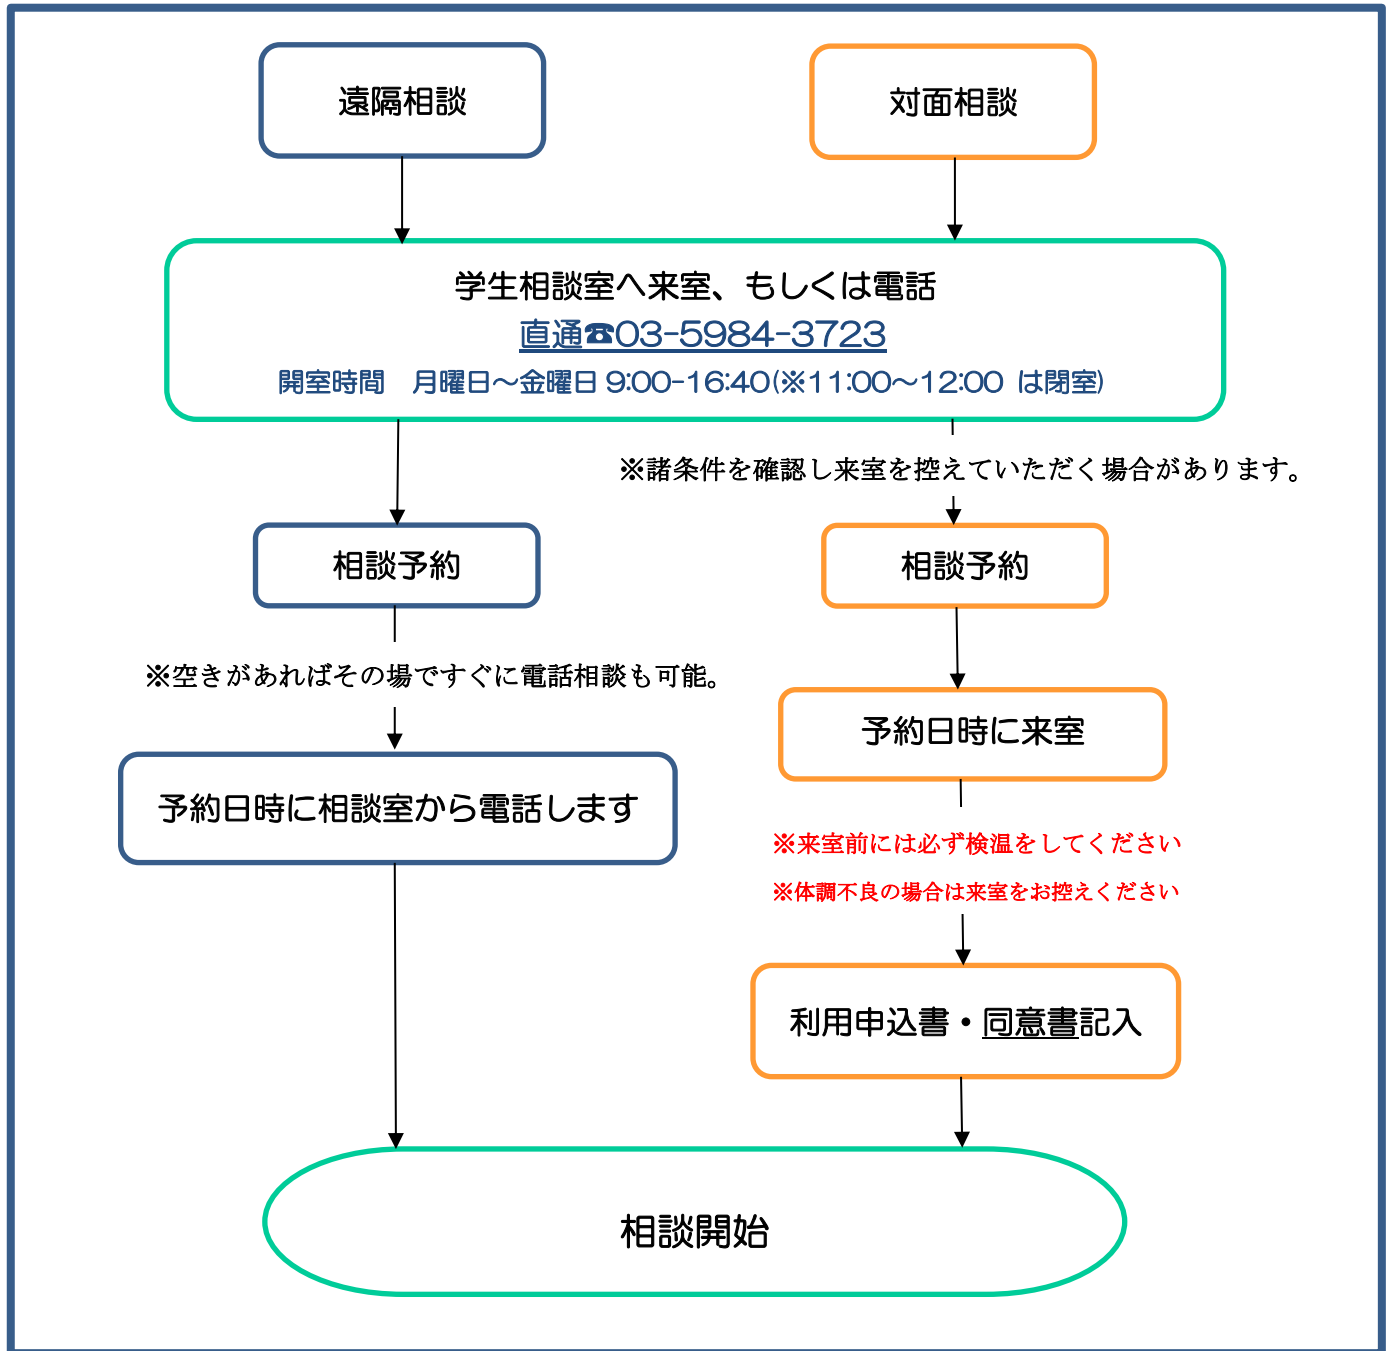 遠隔相談
対面相談
学生相談室へ来室、もしくは電話
直通☎03-5984-3723
開室時間　月曜日～金曜日 9:00-16:40(※11:00～12:00 は閉室)
※諸条件を確認し来室を控えていただく場合があります。
相談予約
相談予約
※空きがあればその場ですぐに電話相談も可能。
予約日時に来室
予約日時に相談室から電話します
※来室前には必ず検温をしてください
※体調不良の場合は来室をお控えください
利用申込書・同意書記入
相談開始